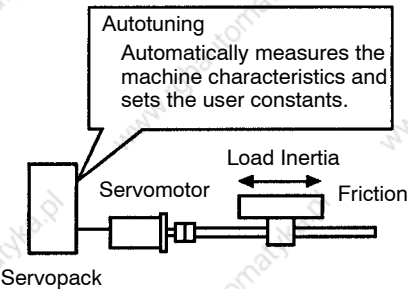 Autotuning
Automatically measures the
machine characteristics and
sets the user constants.
Load Inertia
Servomotor
Friction
Servopack